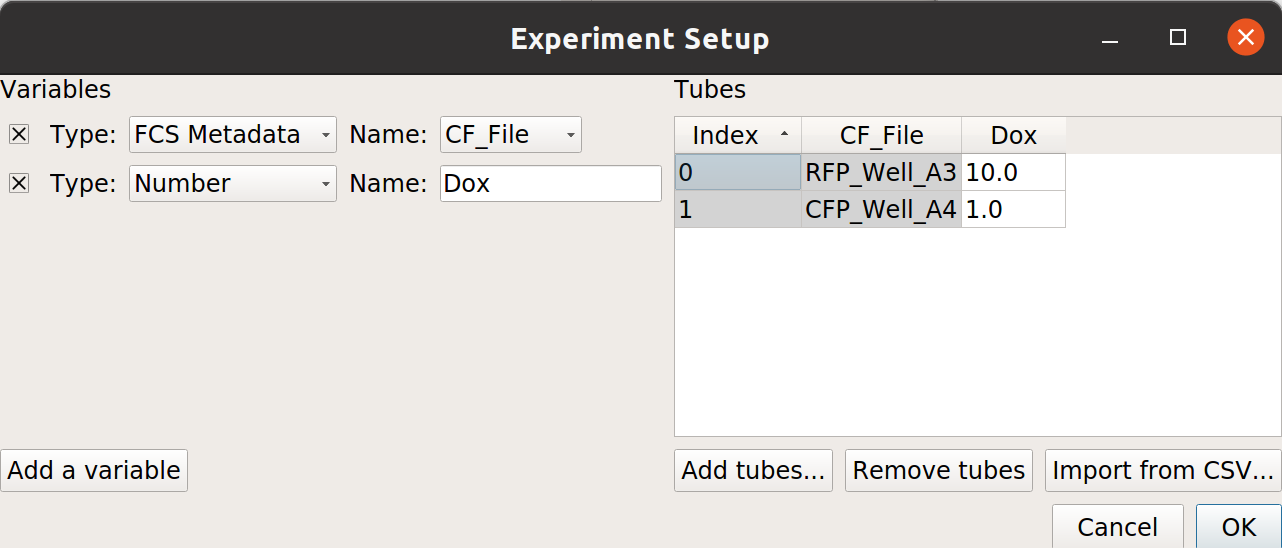 Experiment Setup
Variables
Type: FCS Metadata Name: CF_File
Type: Number Name: Dox
Add a variable
Tubes
Index CF_File Dox
0 RFP_Well_A3 10.0
1 CFP_Well_A4 1.0
Add tubes... Remove tubes Import from CSV...
Cancel OK